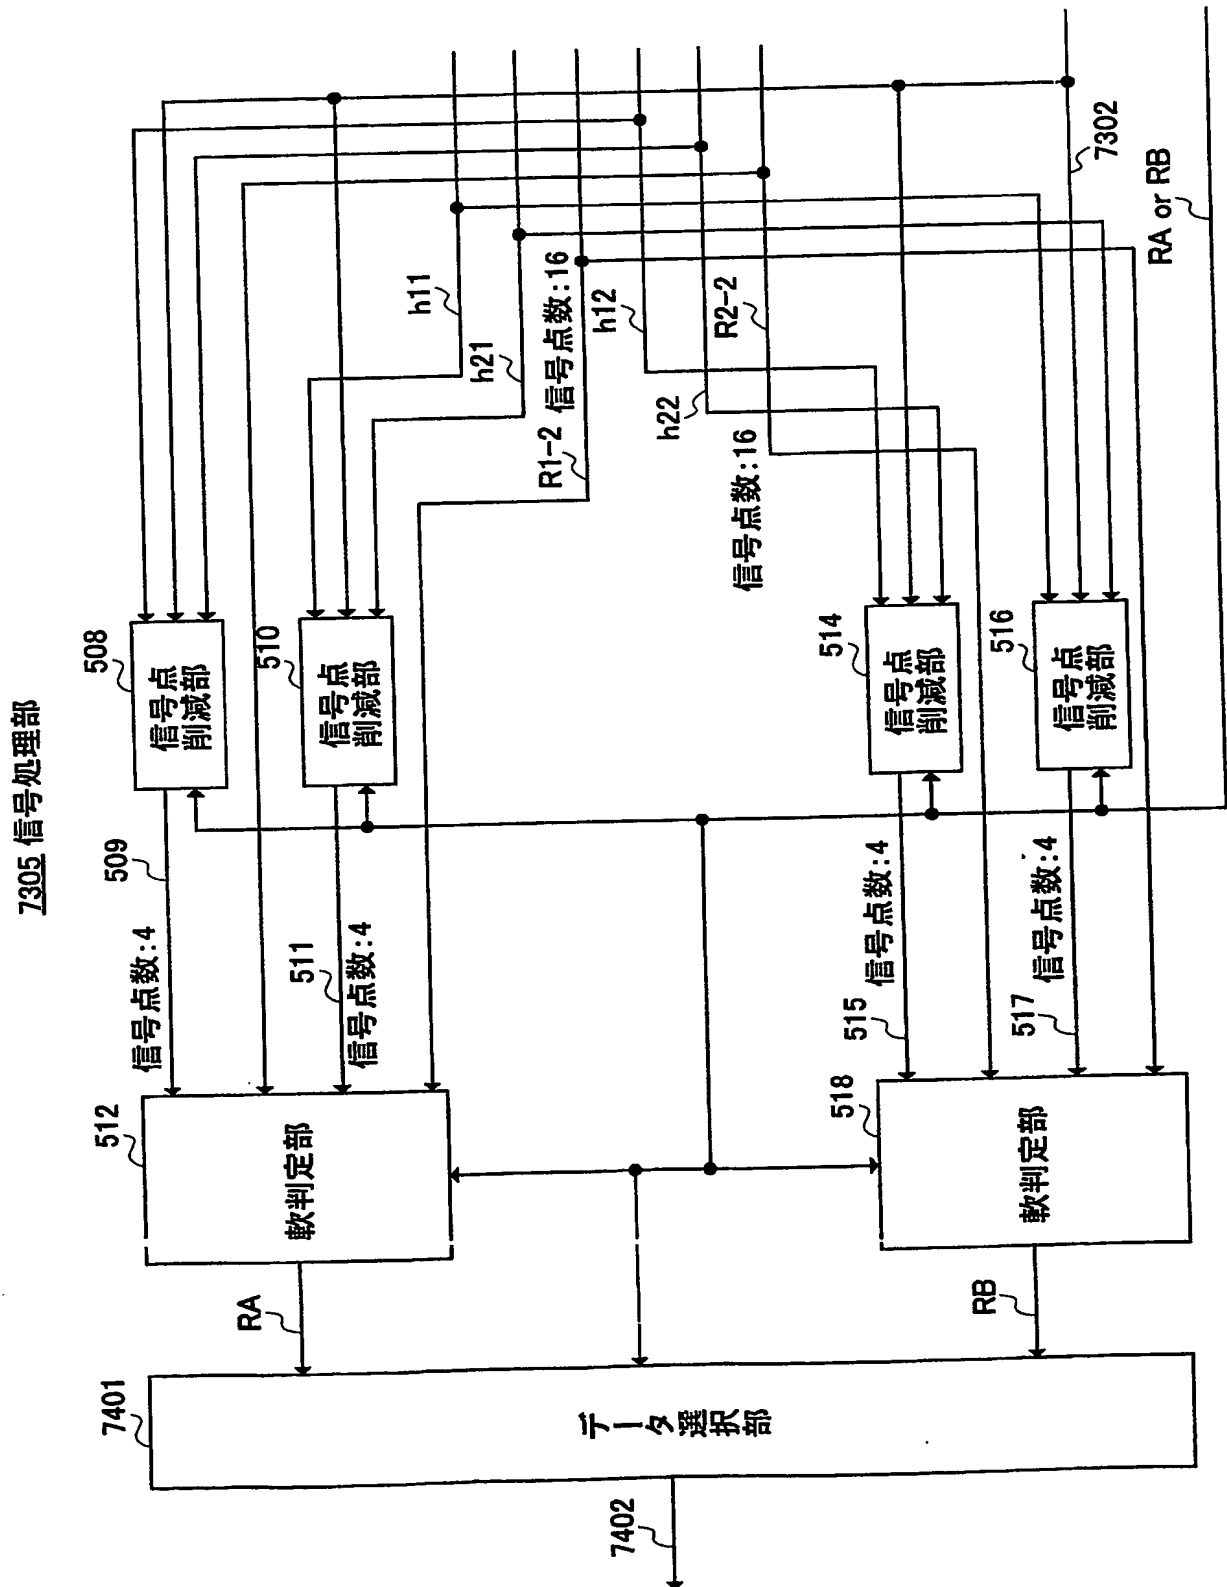 7305 信号処理部
7401
データ選択部
7402
RA
RB
512
軟判定部
518
軟判定部
信号点数:4
509
511
信号点数:4
515
信号点数:4
517
信号点数:4
508
信号点
削減部
510
信号点
削減部
514
信号点
削減部
516
信号点
削減部
h11
h21
R1-2
信号点数:16
h12
h22
信号点数:16
R2-2
7302
RA or RB